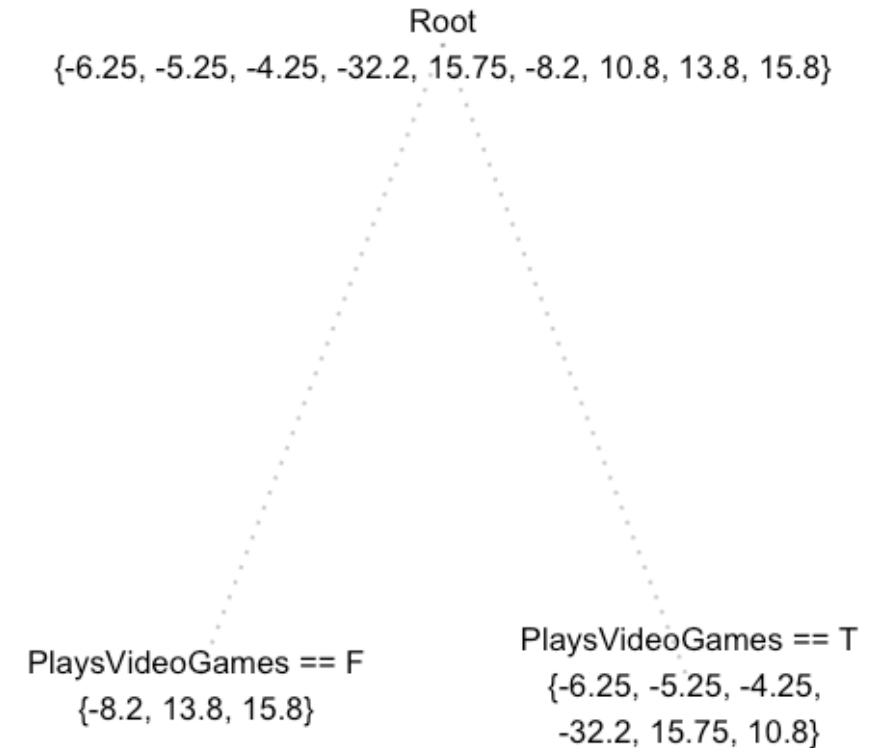 Root
{-6.25, -5.25, -4.25, -32.2, 15.75, -8.2, 10.8, 13.8, 15.8}
PlaysVideoGames == F
{-8.2, 13.8, 15.8}
PlaysVideoGames == T
{-6.25, -5.25, -4.25,
-32.2, 15.75, 10.8}